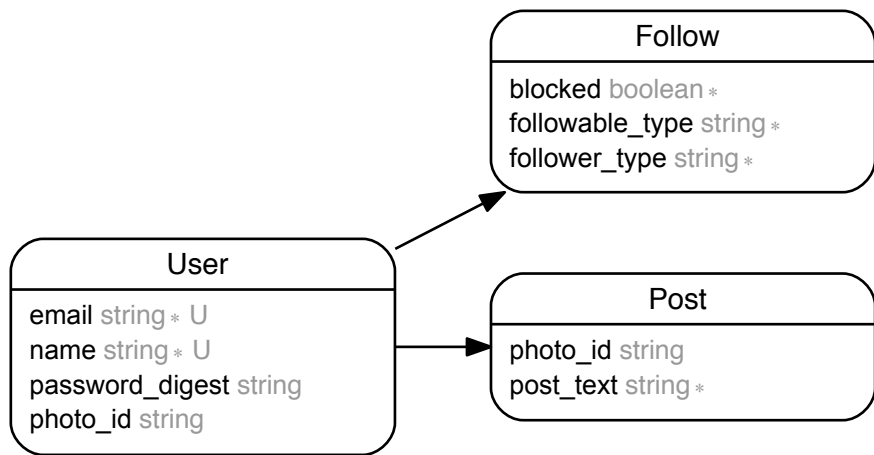 Follow
blocked boolean *
followable_type string *
follower_type string *
User
email string * U
name string * U
password_digest string
photo_id string
Post
photo_id string
post_text string *